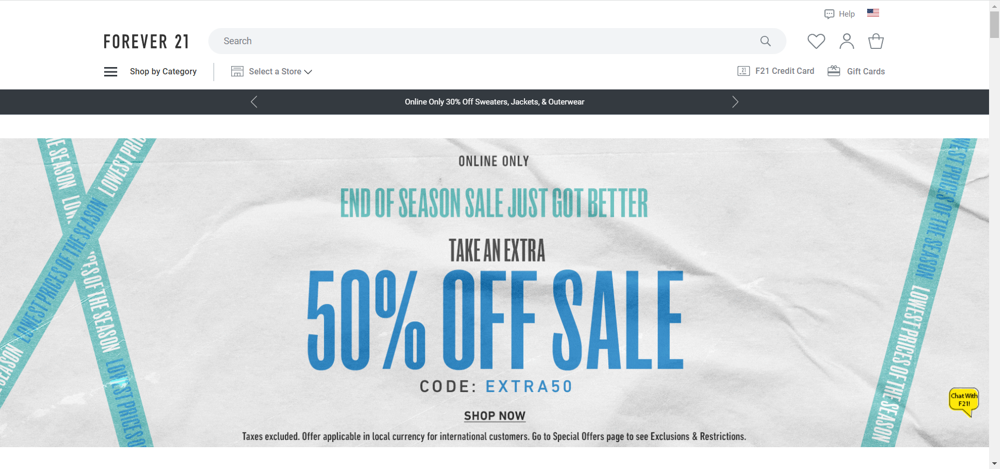 Help
FOREVER 21
Search
Shop by Category
Select a Store
21
F21 Credit Card
Gift Cards
Online Only 30% Off Sweaters, Jackets, & Outerwear
ONLINE ONLY
END OF SEASON SALE JUST GOT BETTER
TAKE AN EXTRA
50% OFF SALE
CODE: EXTRA50
SHOP NOW
Taxes excluded. Offer applicable in local currency for international customers. Go to Special Offers page to see Exclusions & Restrictions.
SEASON LOWEST PRICES OF THE SEASON LOWEST
THE SEASON
OF THE SEASON LOWEST PRICES
PRICES OF THE SEASON LOWEST PRICES OF THE SEASON
Chat With
F21!